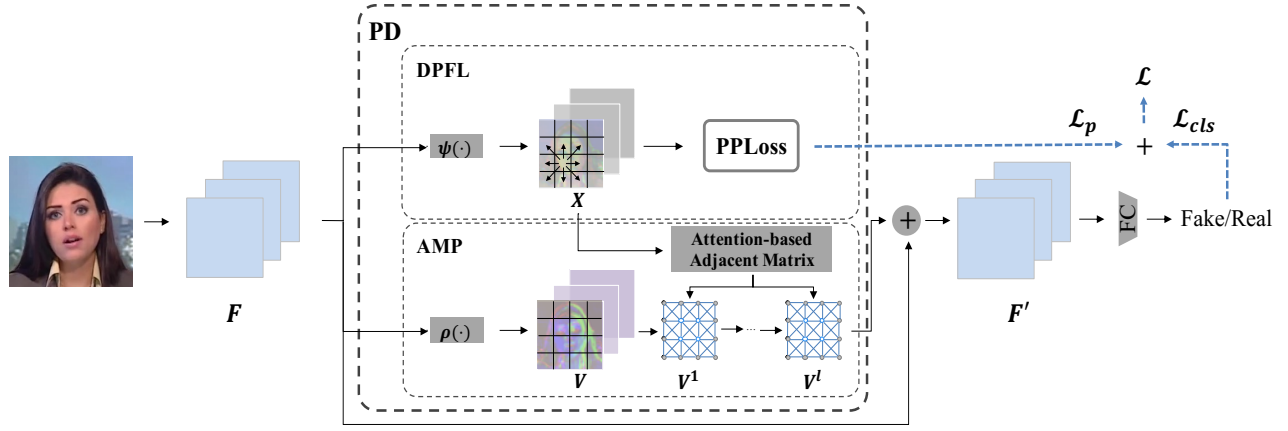 PD
DPFL
ψ(·)
X
PPLoss
ℒp
ℒ
+
ℒcls
F
AMP
Attention-based
Adjacent Matrix
ρ(·)
V
V¹
...
Vˡ
+
F′
FC
Fake/Real